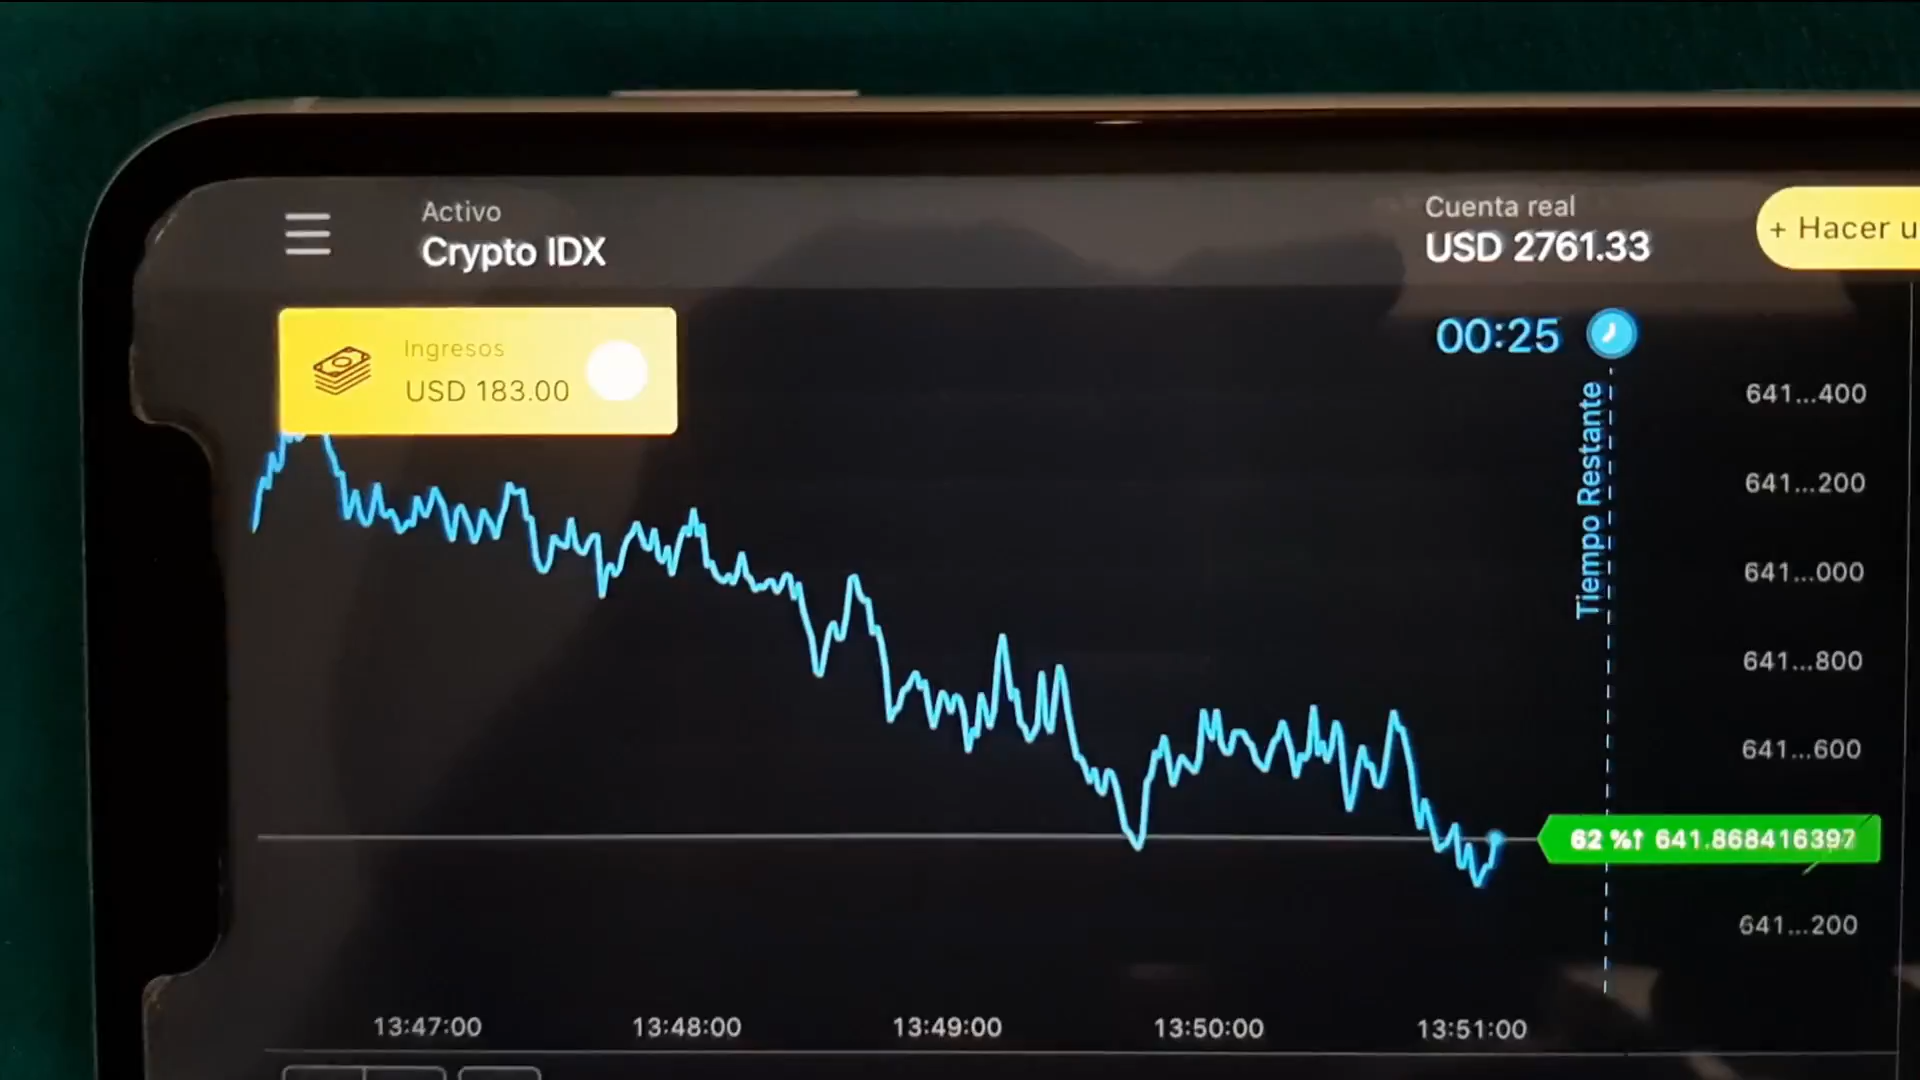 Activo
Crypto IDX
Cuenta real
USD 2761.33
+ Hacer u
Ingresos
USD 183.00
00:25
Tiempo Restante
641...400
641...200
641...000
641...800
641...600
62 %↑ 641.868416397
641...200
13:47:00
13:48:00
13:49:00
13:50:00
13:51:00